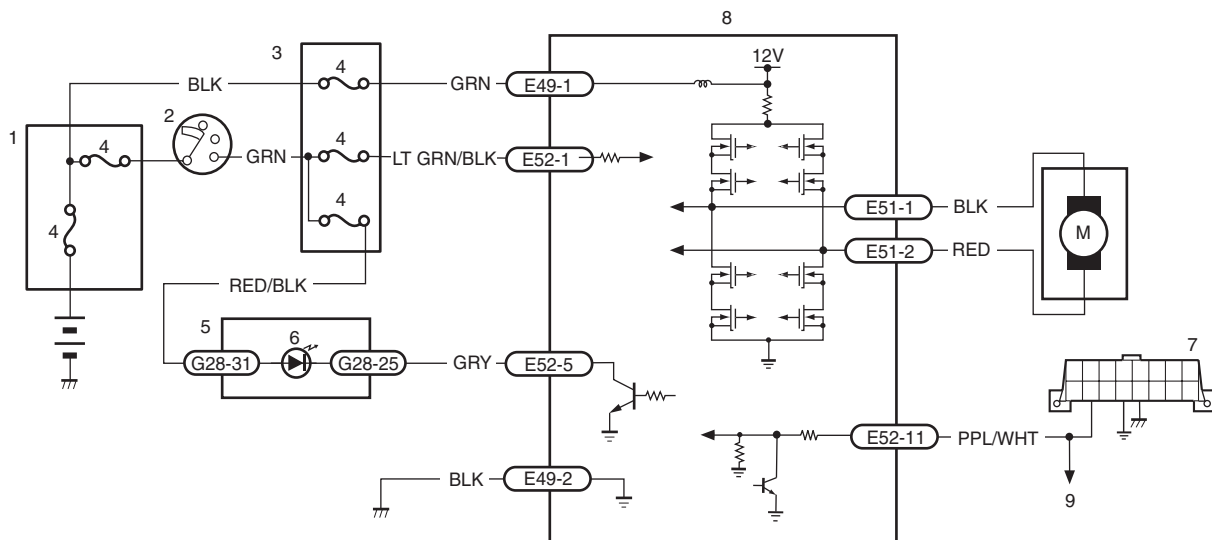 8
3
12V
4
BLK
GRN
E49-1
2
1
4
4
GRN
LT GRN/BLK
E52-1
4
4
E51-1
BLK
M
E51-2
RED
RED/BLK
5
6
7
G28-31
G28-25
GRY
E52-5
E52-11
PPL/WHT
BLK
E49-2
9